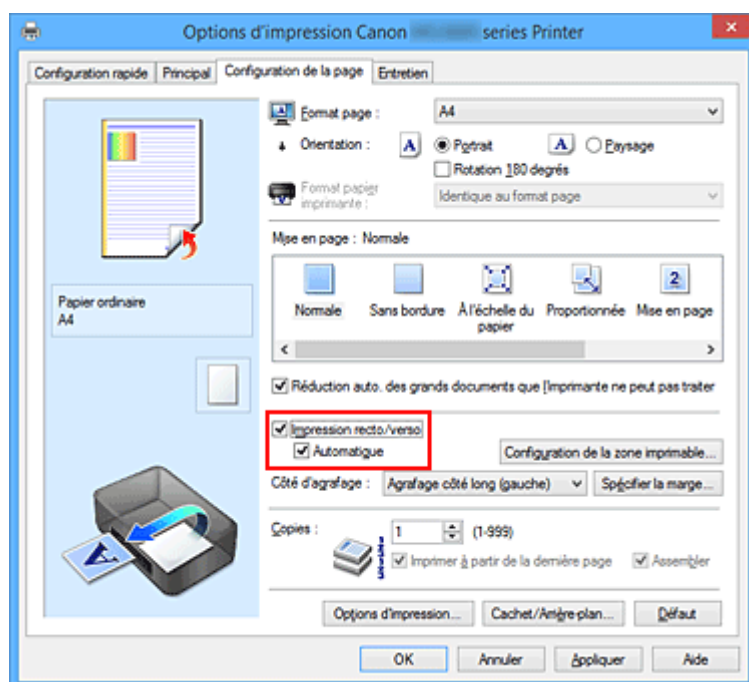 Options d'impression Canon series Printer
Configuration rapide Principal Configuration de la page Entretien
Format page : A4
Orientation : A Portrait A Paysage
Rotation 180 degrés
Format papier imprimante : Identique au format page
Mise en page : Normale
2
Normale Sans bordure À l'échelle du papier Proportionnée Mise en page
Papier ordinaire
A4
Réduction auto. des grands documents que l'imprimante ne peut pas traiter
Impression recto/verso
Automatique
Configuration de la zone imprimable...
Côté d'agrafage : Agrafage côté long (gauche) Spécifier la marge...
Copies : 1 (1-999)
Imprimer à partir de la dernière page Assembler
A
Options d'impression... Cachet/Arrière-plan... Défaut
OK Annuler Appliquer Aide